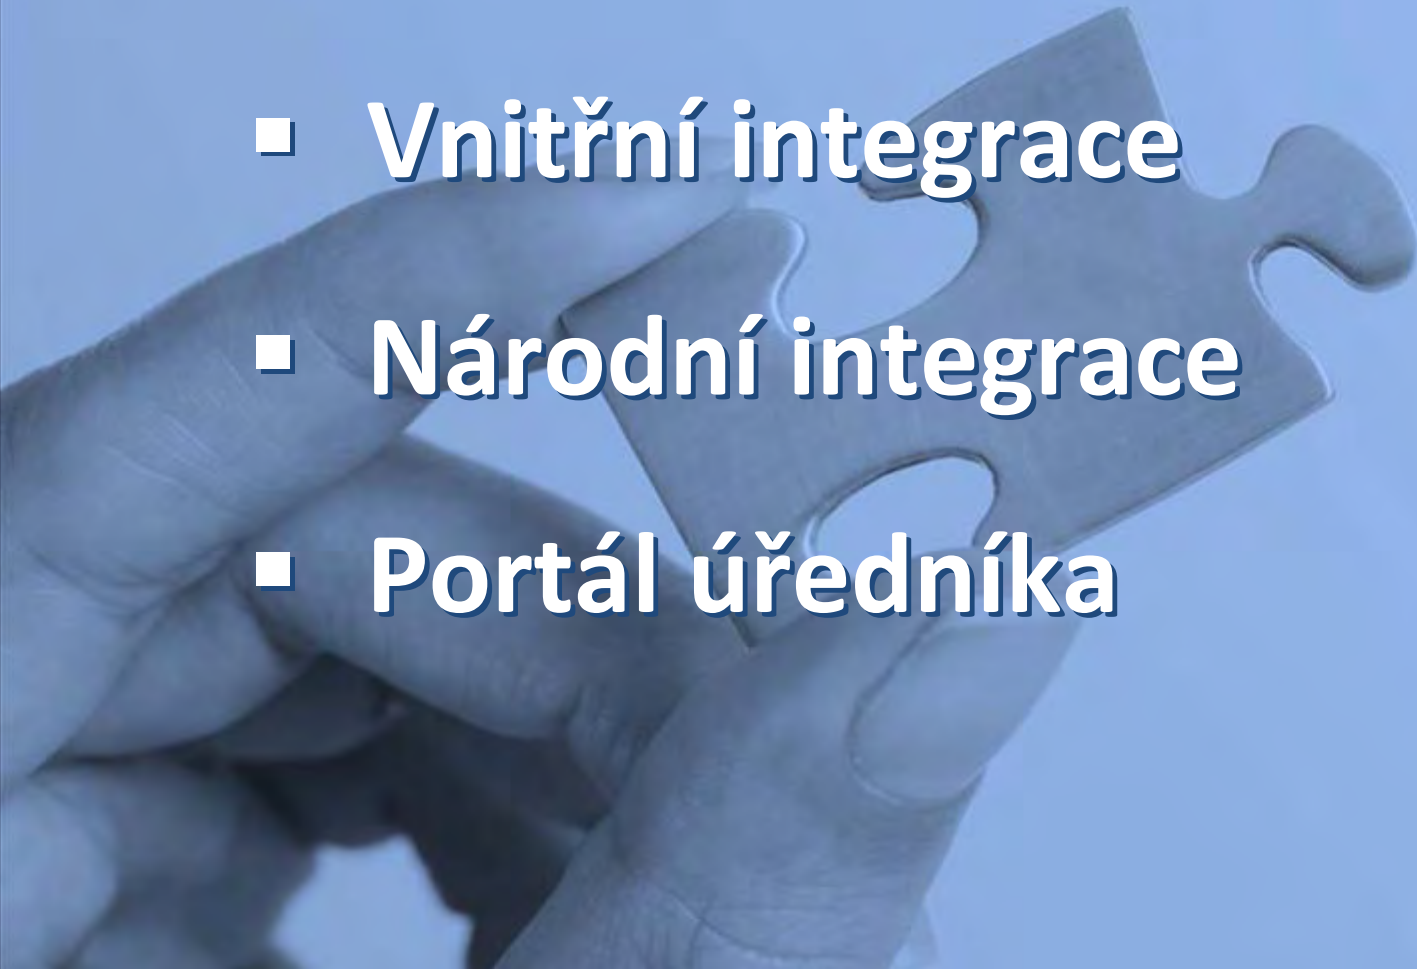 ▪ Vnitřní integrace
▪ Národní integrace
▪ Portál úředníka